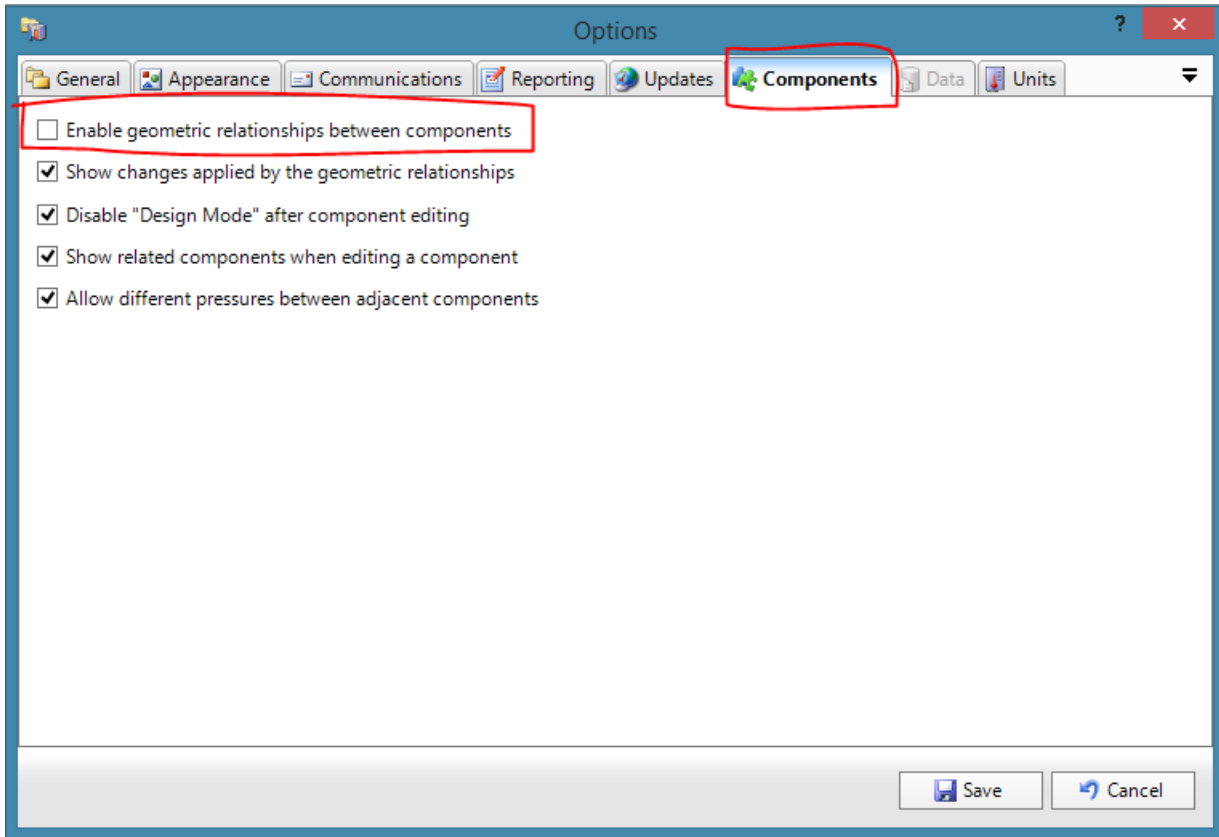 Options
?
General Appearance Communications Reporting Updates Components Data Units
Enable geometric relationships between components
Show changes applied by the geometric relationships
Disable "Design Mode" after component editing
Show related components when editing a component
Allow different pressures between adjacent components
Save Cancel